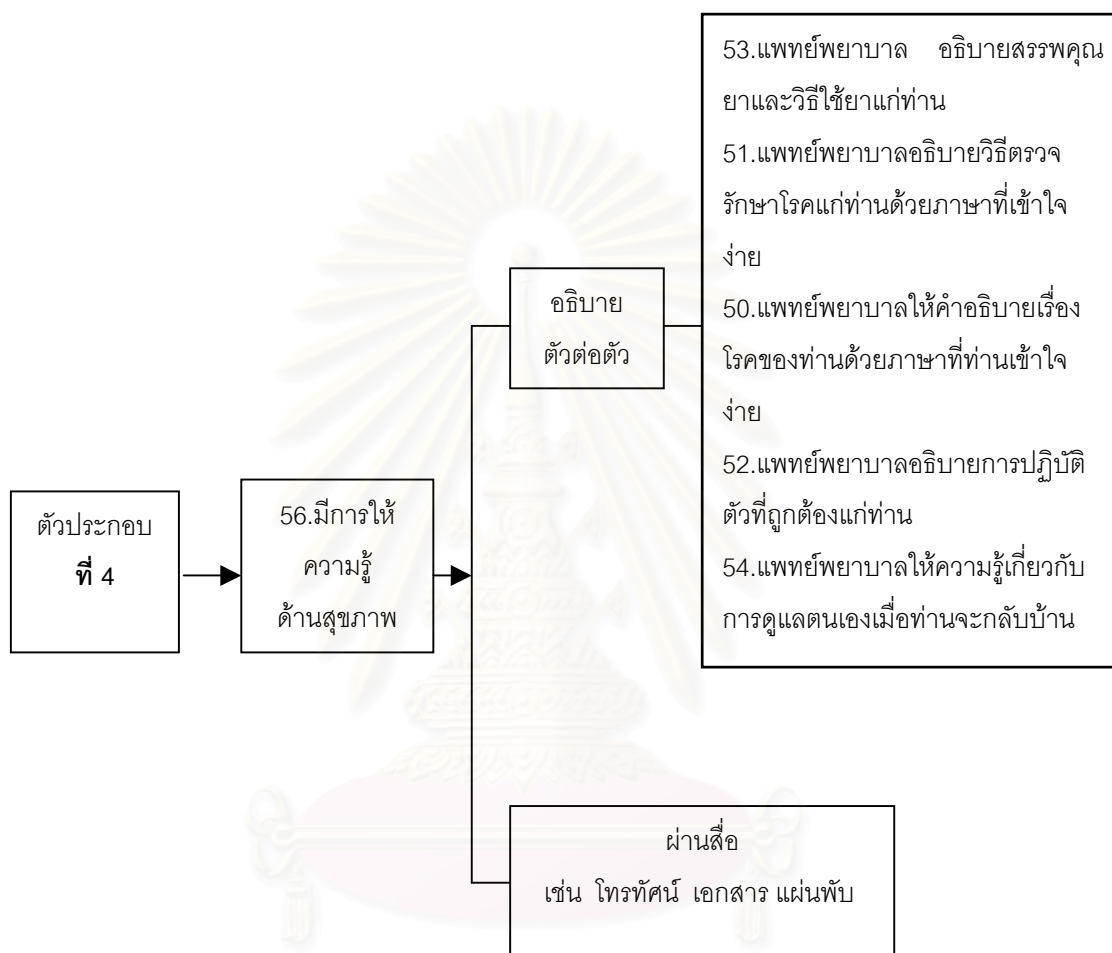 ตัวประกอบ
ที่ 4
56.มีการให้
ความรู้
ด้านสุขภาพ
อธิบาย
ตัวต่อตัว
53.แพทย์พยาบาล อธิบายสรรพคุณ
ยาและวิธีใช้ยาแก่ท่าน
51.แพทย์พยาบาลอธิบายวิธีตรวจ
รักษาโรคแก่ท่านด้วยภาษาที่เข้าใจ
ง่าย
50.แพทย์พยาบาลให้คำอธิบายเรื่อง
โรคของท่านด้วยภาษาที่ท่านเข้าใจ
ง่าย
52.แพทย์พยาบาลอธิบายการปฏิบัติ
ตัวที่ถูกต้องแก่ท่าน
54.แพทย์พยาบาลให้ความรู้เกี่ยวกับ
การดูแลตนเองเมื่อท่านจะกลับบ้าน
ผ่านสื่อ
เช่น โทรทัศน์ เอกสาร แผ่นพับ